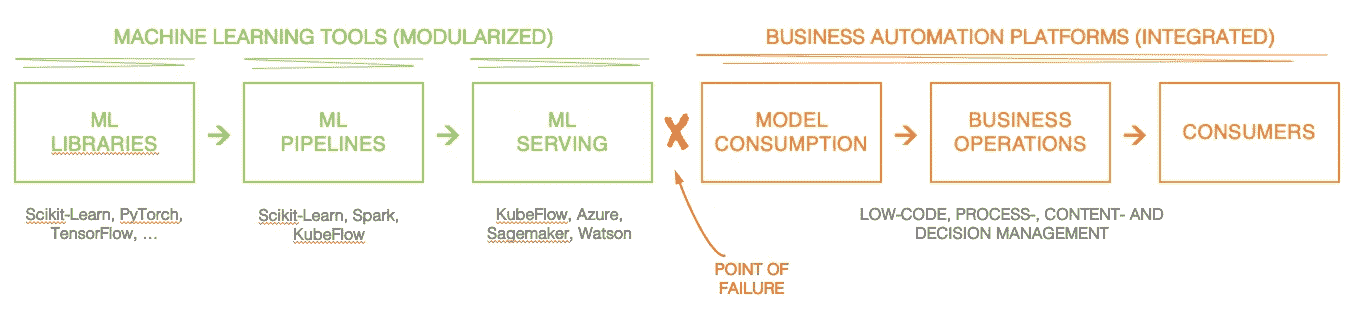 MACHINE LEARNING TOOLS (MODULARIZED)
BUSINESS AUTOMATION PLATFORMS (INTEGRATED)
ML
LIBRARIES
ML
PIPELINES
ML
SERVING
X
MODEL
CONSUMPTION
BUSINESS
OPERATIONS
CONSUMERS
Scikit-Learn, PyTorch,
TensorFlow, ...
Scikit-Learn, Spark,
KubeFlow
KubeFlow, Azure,
Sagemaker, Watson
LOW-CODE, PROCESS-, CONTENT- AND
DECISION MANAGEMENT
POINT OF
FAILURE